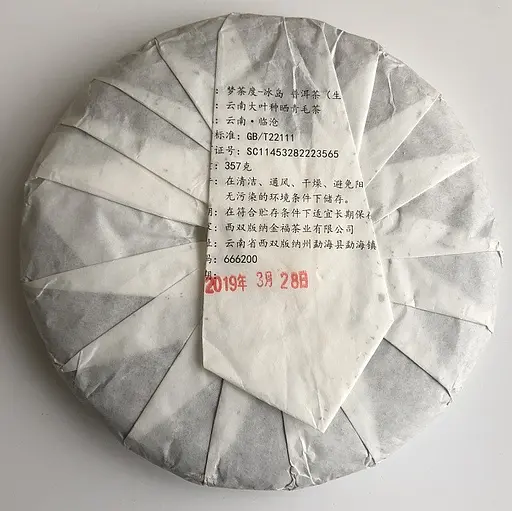 : 梦茶度-冰岛 普洱茶（生
: 云南大叶种晒青毛茶
: 云南·临沧
标准: GB/T22111
证号: SC11453282223565
: 357克
: 在清洁、通风、干燥、避免阳
无污染的环境条件下储存。
: 在符合贮存条件下适宜长期保
: 西双版纳金福茶业有限公司
: 云南省西双版纳州勐海县勐海镇
: 666200
2019年 3月 28日